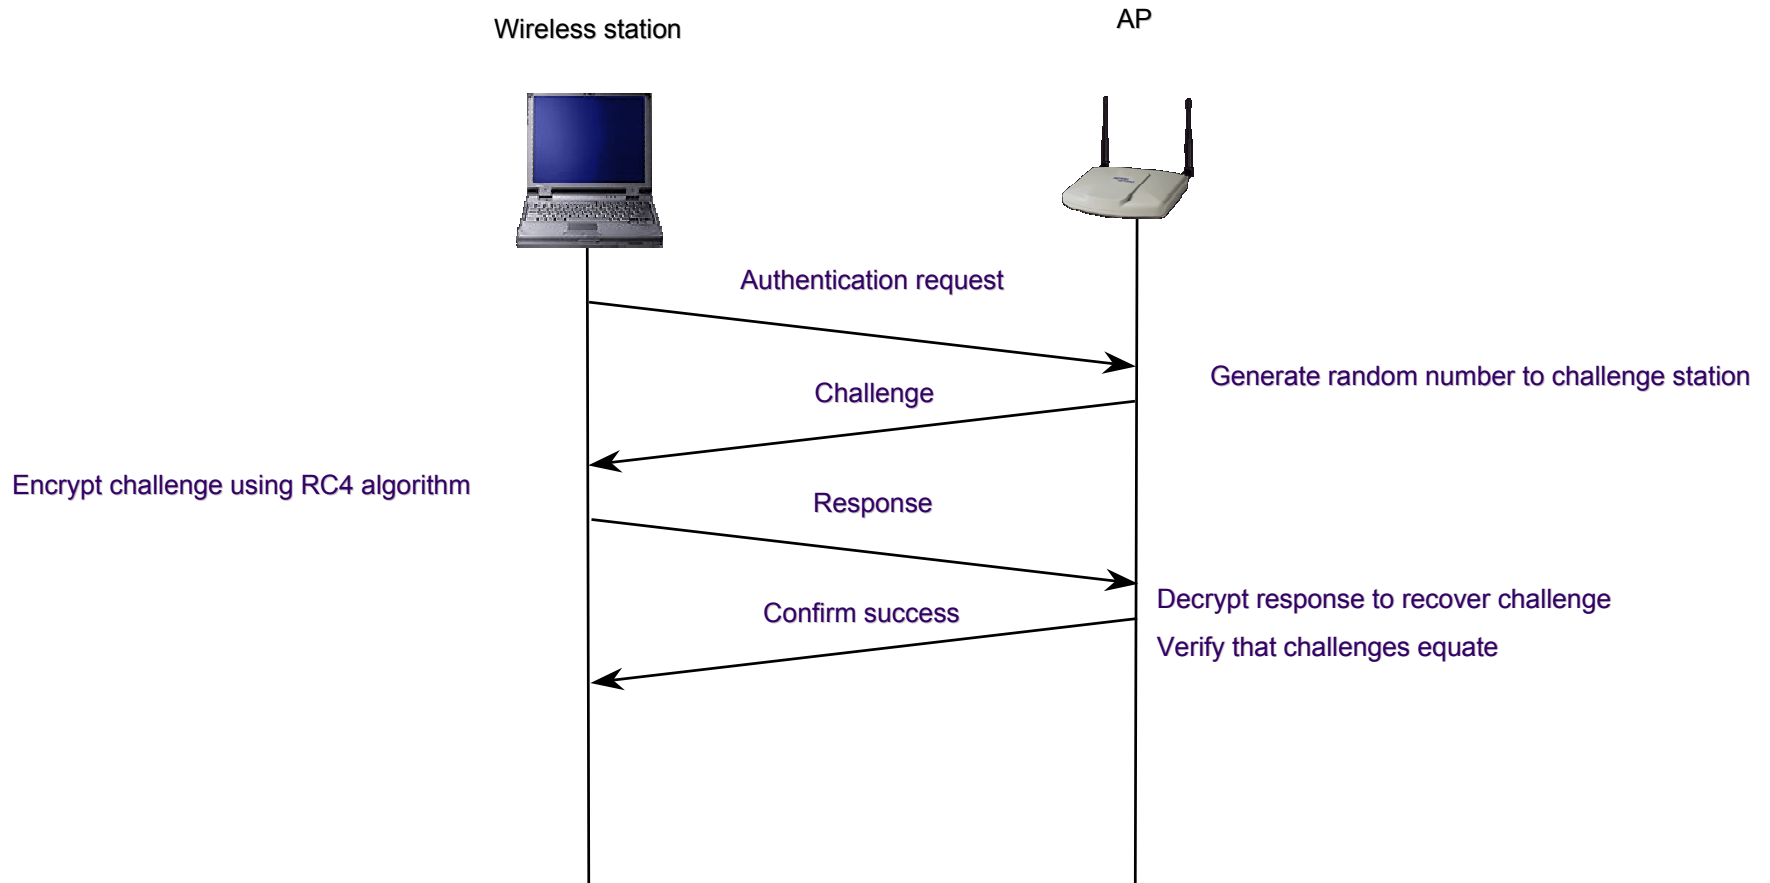 Wireless station
AP
Authentication request
Generate random number to challenge station
Challenge
Encrypt challenge using RC4 algorithm
Response
Decrypt response to recover challenge
Confirm success
Verify that challenges equate